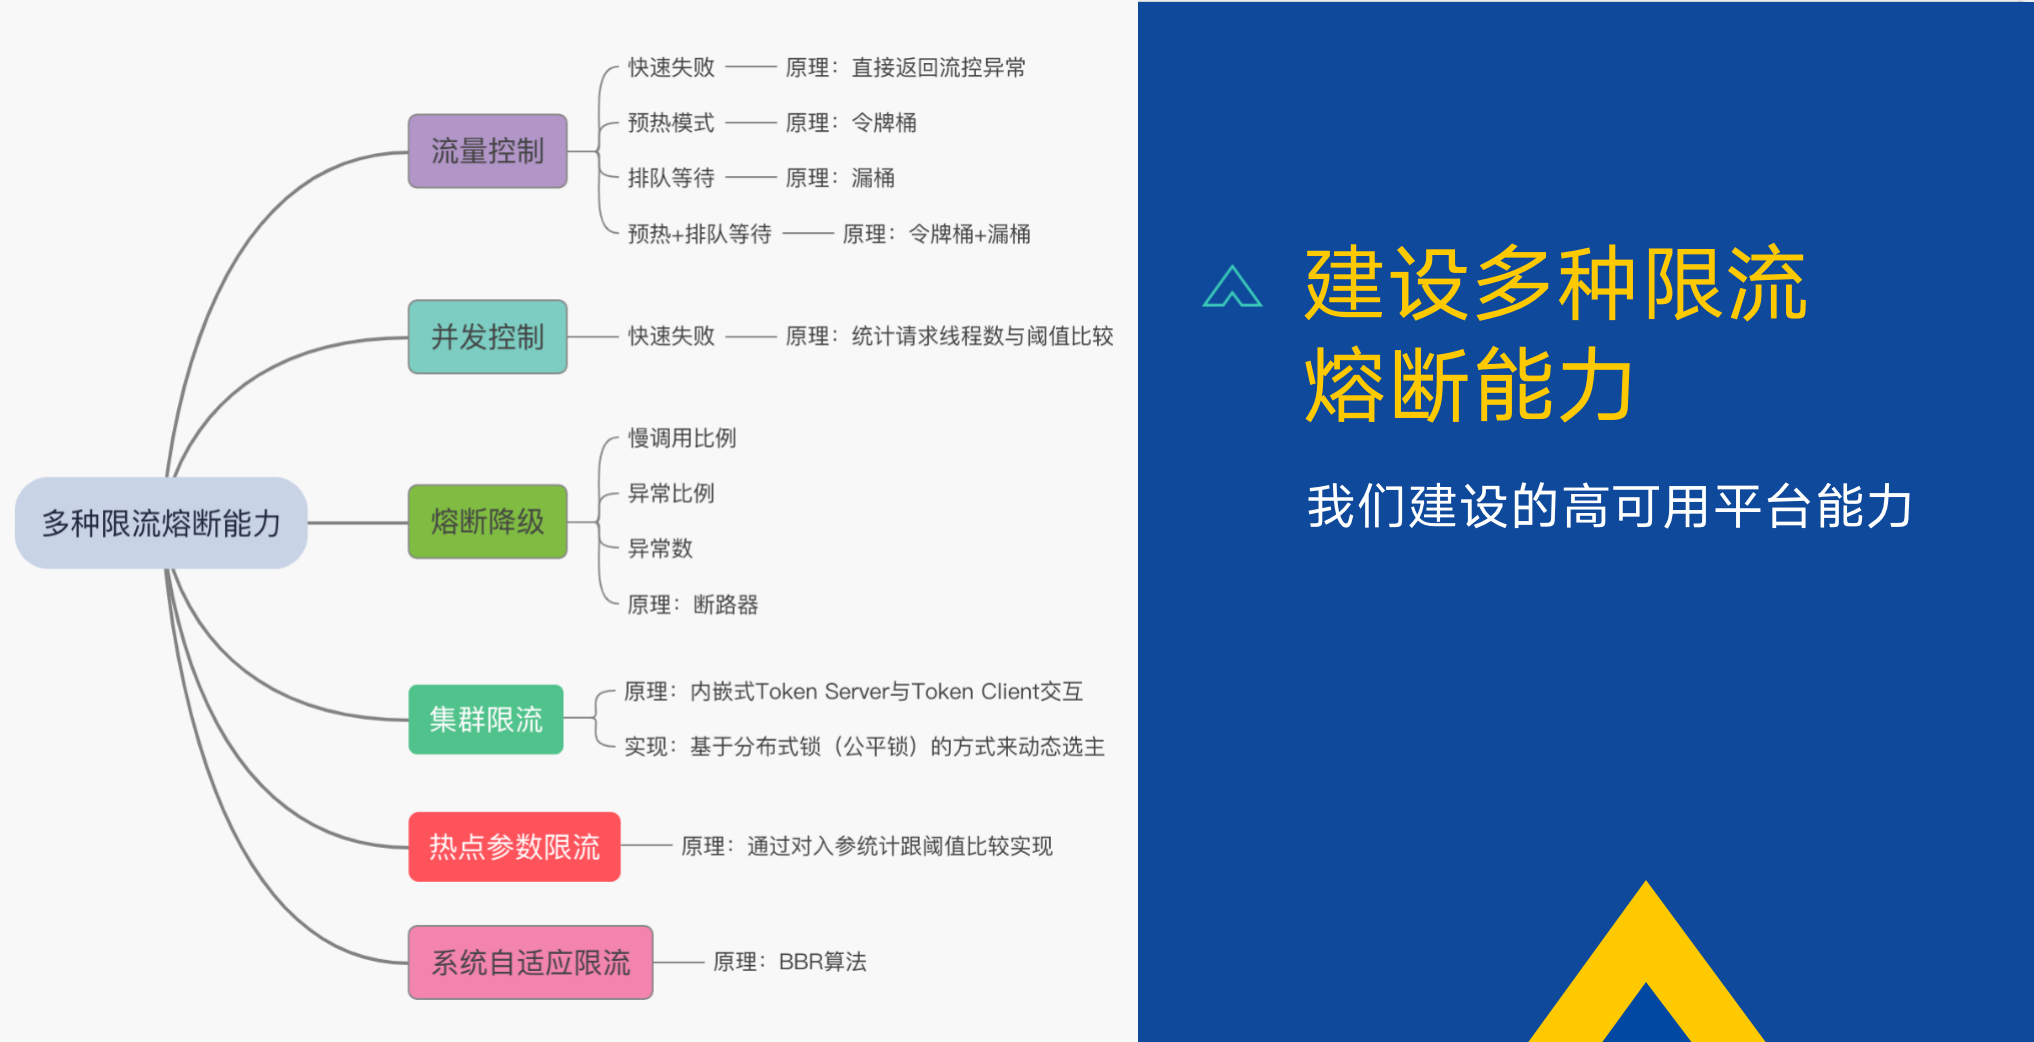 多种限流熔断能力
流量控制
快速失败
原理：直接返回流控异常
预热模式
原理：令牌桶
排队等待
原理：漏桶
预热+排队等待
原理：令牌桶+漏桶
并发控制
快速失败
原理：统计请求线程数与阈值比较
熔断降级
慢调用比例
异常比例
异常数
原理：断路器
集群限流
原理：内嵌式Token Server与Token Client交互
实现：基于分布式锁（公平锁）的方式来动态选主
热点参数限流
原理：通过对入参统计跟阈值比较实现
系统自适应限流
原理：BBR算法
建设多种限流
熔断能力
我们建设的高可用平台能力